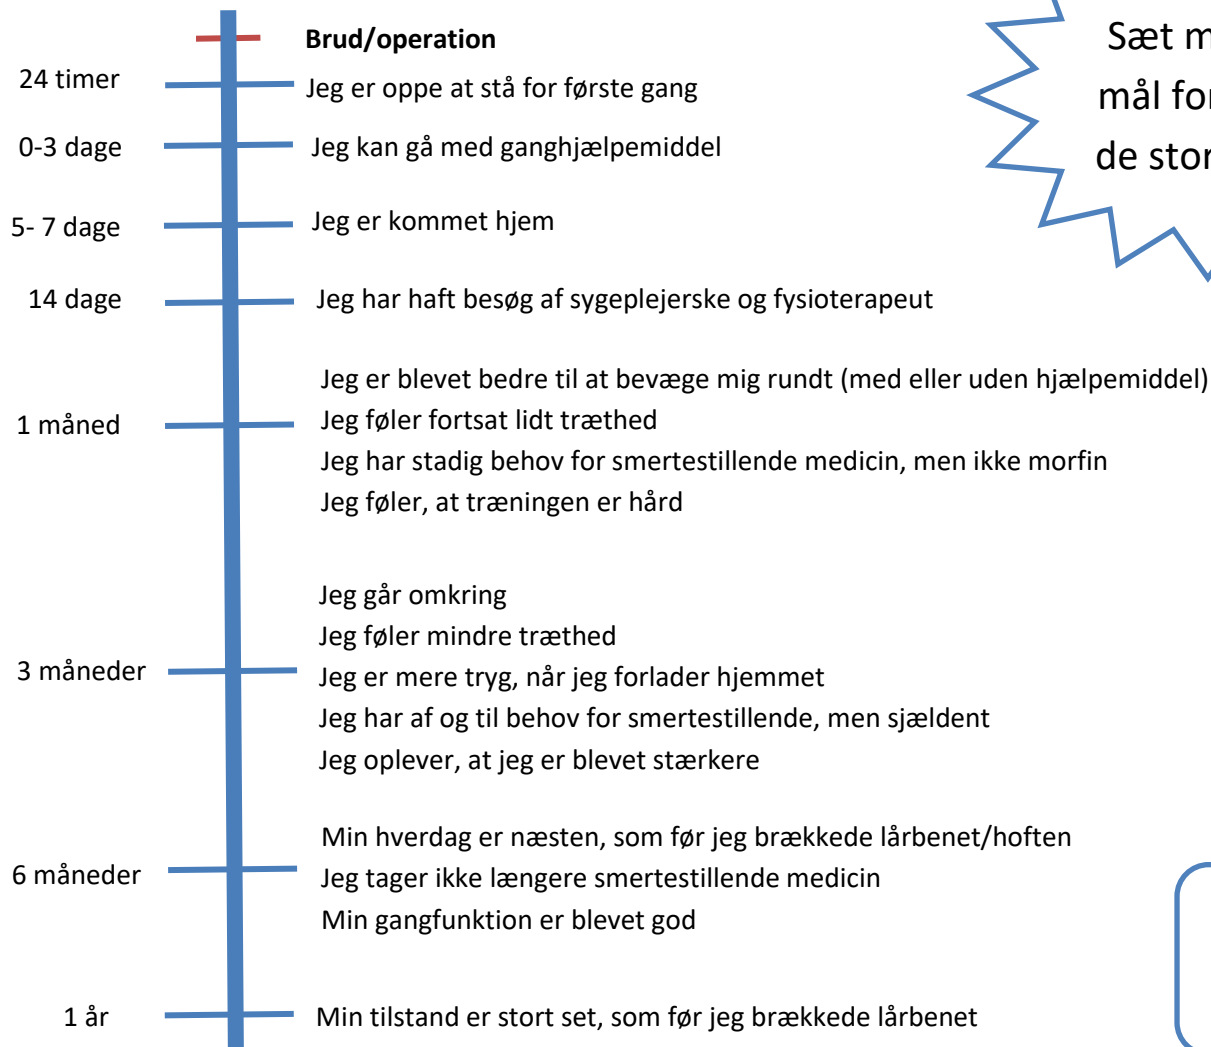 Brud/operation
24 timer
Jeg er oppe at stå for første gang
0-3 dage
Jeg kan gå med ganghjælpemiddel
5- 7 dage
Jeg er kommet hjem
14 dage
Jeg har haft besøg af sygeplejerske og fysioterapeut
1 måned
Jeg er blevet bedre til at bevæge mig rundt (med eller uden hjælpemiddel)
Jeg føler fortsat lidt træthed
Jeg har stadig behov for smertestillende medicin, men ikke morfin
Jeg føler, at træningen er hård
3 måneder
Jeg går omkring
Jeg føler mindre træthed
Jeg er mere tryg, når jeg forlader hjemmet
Jeg har af og til behov for smertestillende, men sjældent
Jeg oplever, at jeg er blevet stærkere
6 måneder
Min hverdag er næsten, som før jeg brækkede lårbenet/hoften
Jeg tager ikke længere smertestillende medicin
Min gangfunktion er blevet god
1 år
Min tilstand er stort set, som før jeg brækkede lårbenet
Sæt
mål
de